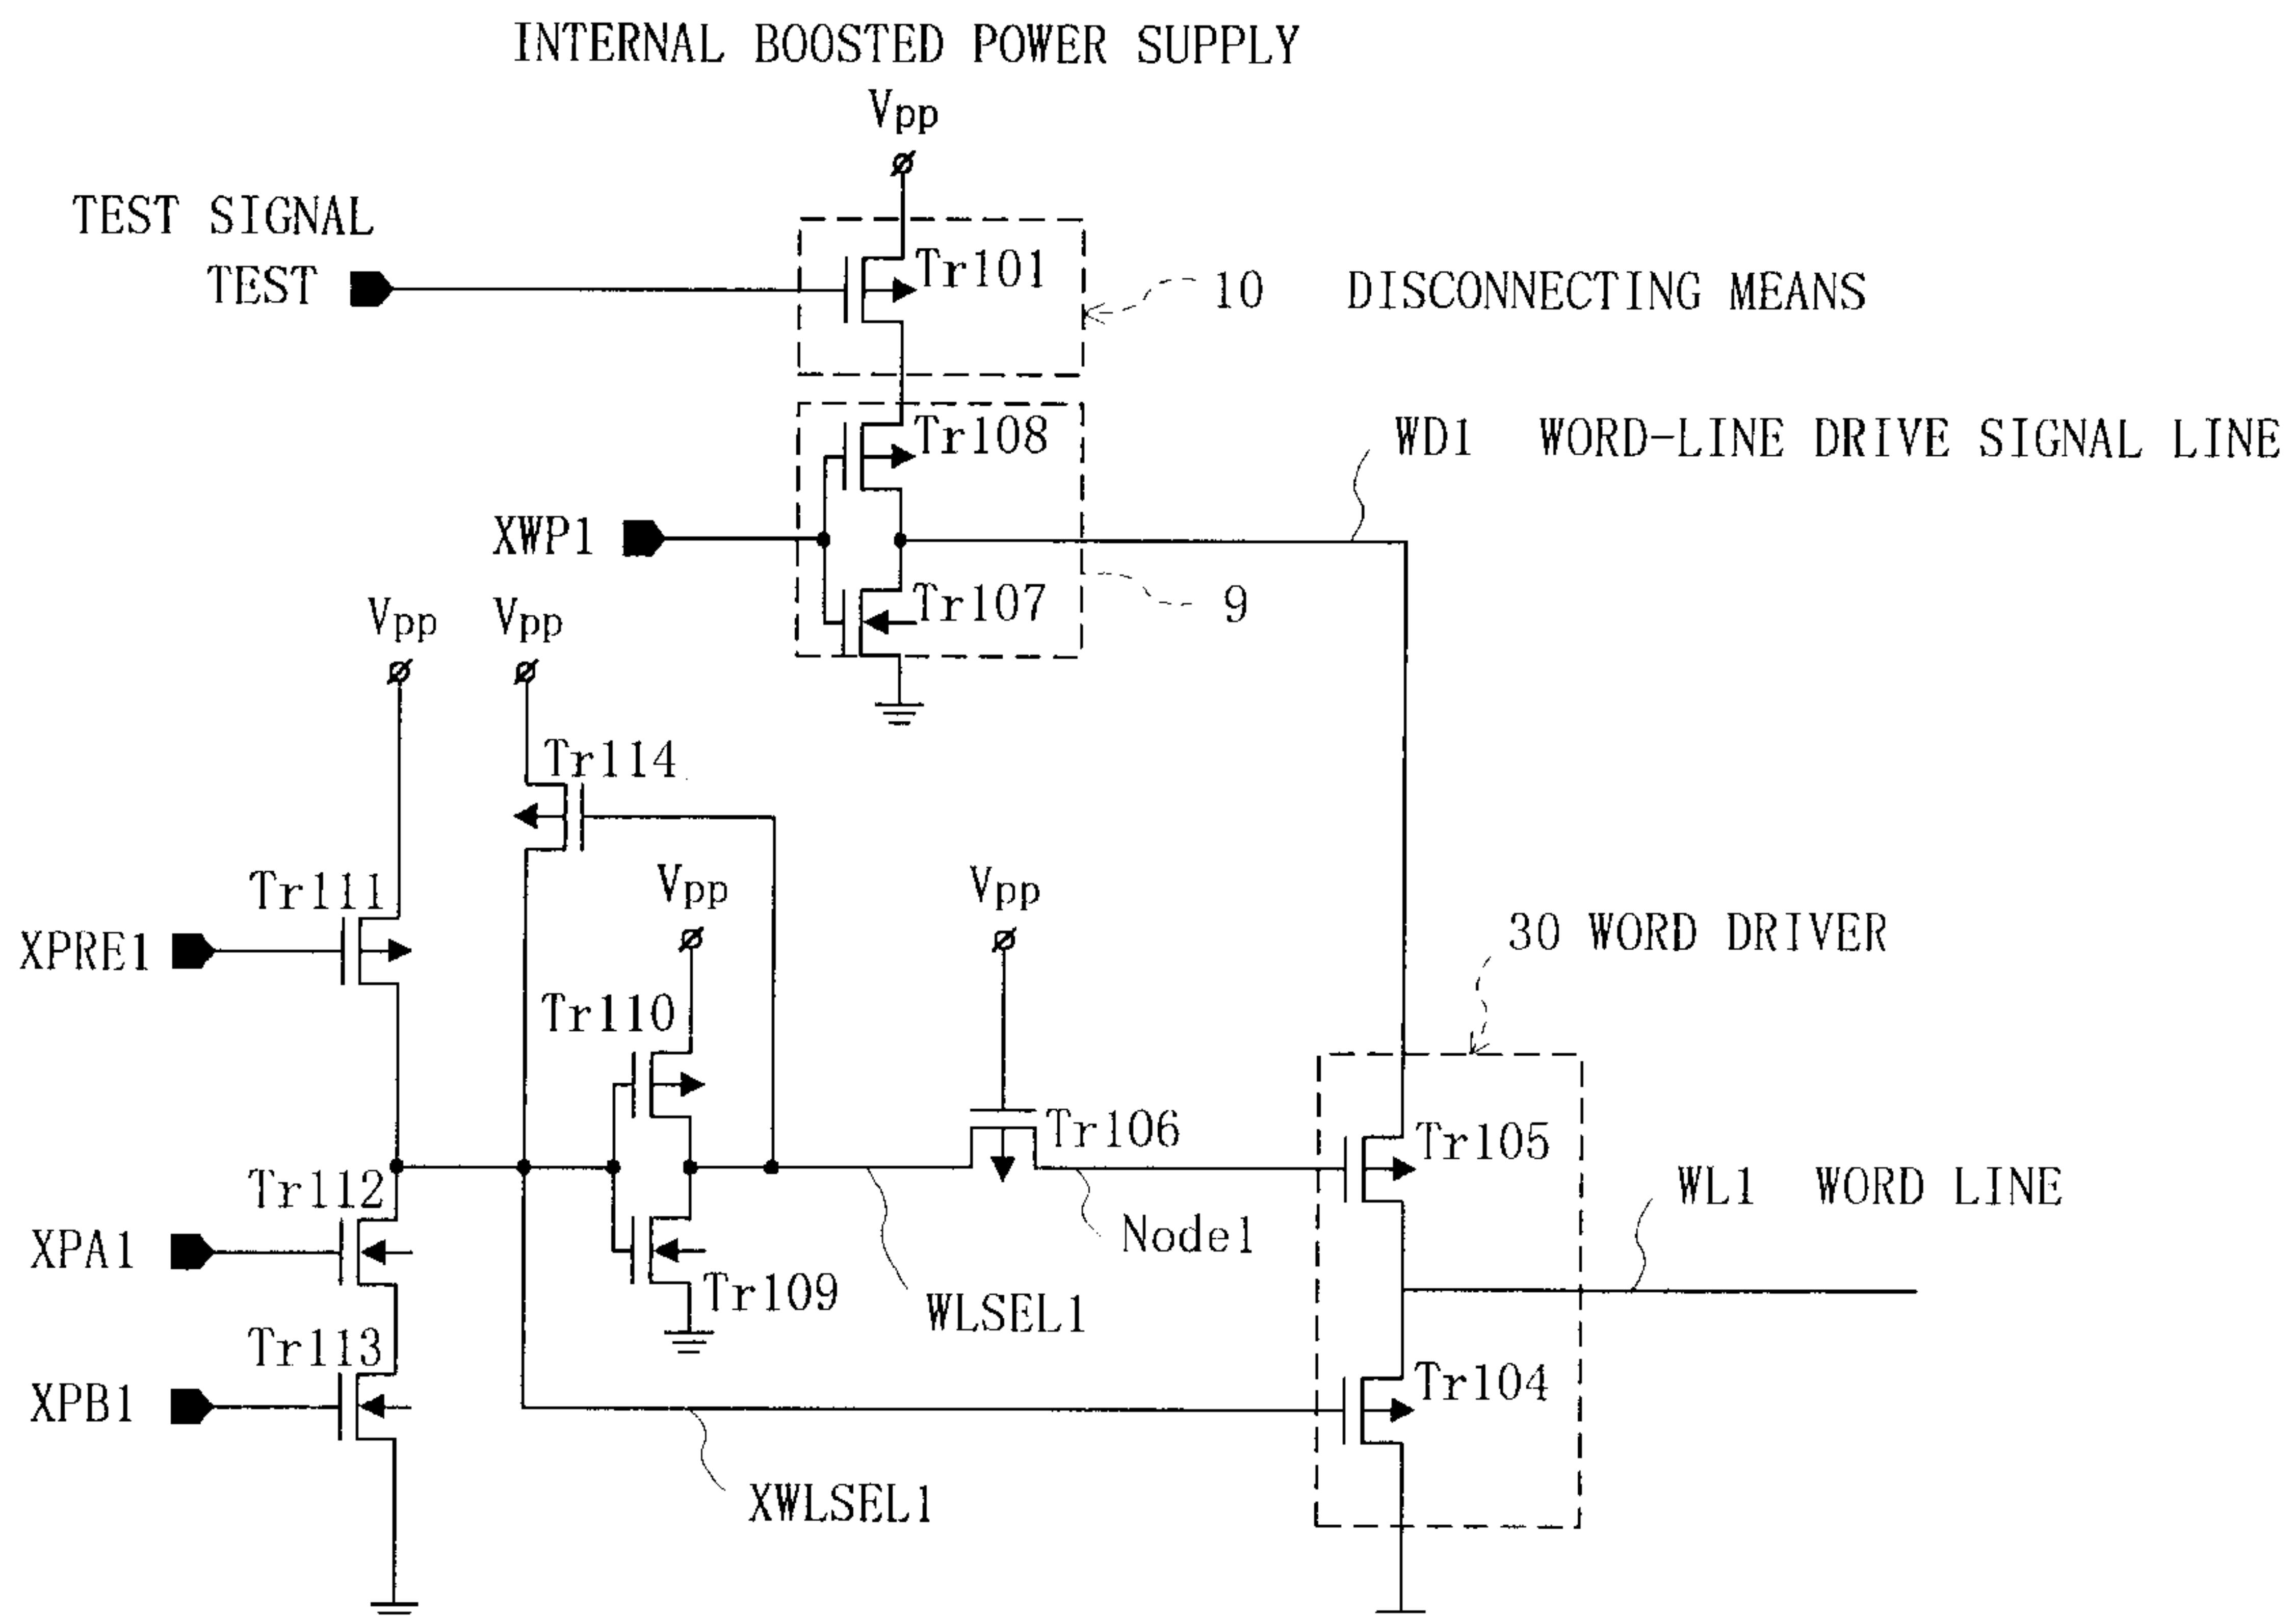 INTERNAL BOOSTED POWER SUPPLY
Vpp
TEST SIGNAL
TEST
Tr101
10 DISCONNECTING MEANS
Tr108
WD1 WORD-LINE DRIVE SIGNAL LINE
XWP1
Tr107
9
Vpp
Vpp
Tr114
Tr111
Vpp
Vpp
XPRE1
30 WORD DRIVER
Tr110
Tr106
Tr105
Tr112
WL1 WORD LINE
XPA1
Node1
Tr109
WLSEL1
Tr113
Tr104
XPB1
XWLSEL1